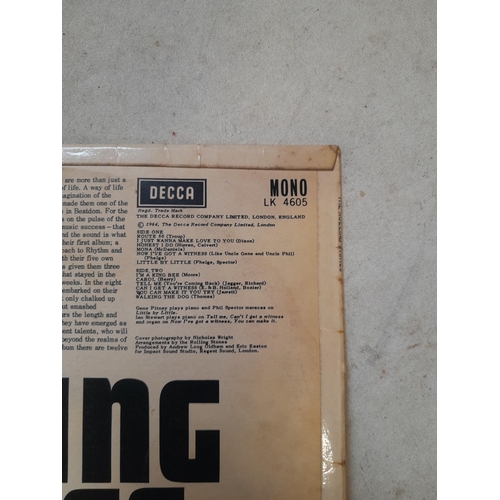 are more than just a
of life. A way of life
magination of the
made them one of the
in Beatdom. For the
s on the pulse of the
music success—that
and the sound is what
their first album; a
oach to Rhythm and
with their five own
e given them three
that stayed in the
weeks. In the eighth
embarked on their
t only chalked up
out smashed
ures the length and
They have emerged as
cent talents, who will
beyond the realms of
lbum there are twelve
DECCA
MONO
LK 4605
Regd. Trade Mark
THE DECCA RECORD COMPANY LIMITED, LONDON, ENGLAND
© 1964, The Decca Record Company Limited, London
SIDE ONE
ROUTE 66 (Troup)
I JUST WANNA MAKE LOVE TO YOU (Dixon)
HONEST I DO (Hurran, Calvert)
MONA (McDaniels)
NOW I'VE GOT A WITNESS (Like Uncle Gene and Uncle Phil)
(Phelge)
LITTLE BY LITTLE (Phelge, Spector)
SIDE TWO
I'M A KING BEE (Moore)
CAROL (Berry)
TELL ME (You're Coming Back) (Jagger, Richard)
CAN I GET A WITNESS (E. & B. Holland, Dozier)
YOU CAN MAKE IT YOU TRY (Jarrett)
WALKING THE DOG (Thomas)
Gene Pitney plays piano and Phil Spector maracas on
Little by Little.
Ian Stewart plays piano on Tell me, Can't I get a witness
and organ on Now I've got a witness, You can make it.
Cover photography by Nicholas Wright
Arrangements by the Rolling Stones
Produced by Andrew Loog Oldham and Eric Easton
for Impact Sound Studio, Regent Sound, London.
ING